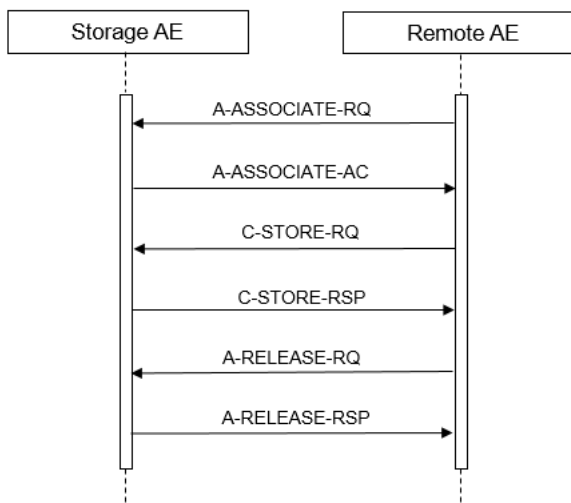 Storage AE
Remote AE
A-ASSOCIATE-RQ
A-ASSOCIATE-AC
C-STORE-RQ
C-STORE-RSP
A-RELEASE-RQ
A-RELEASE-RSP